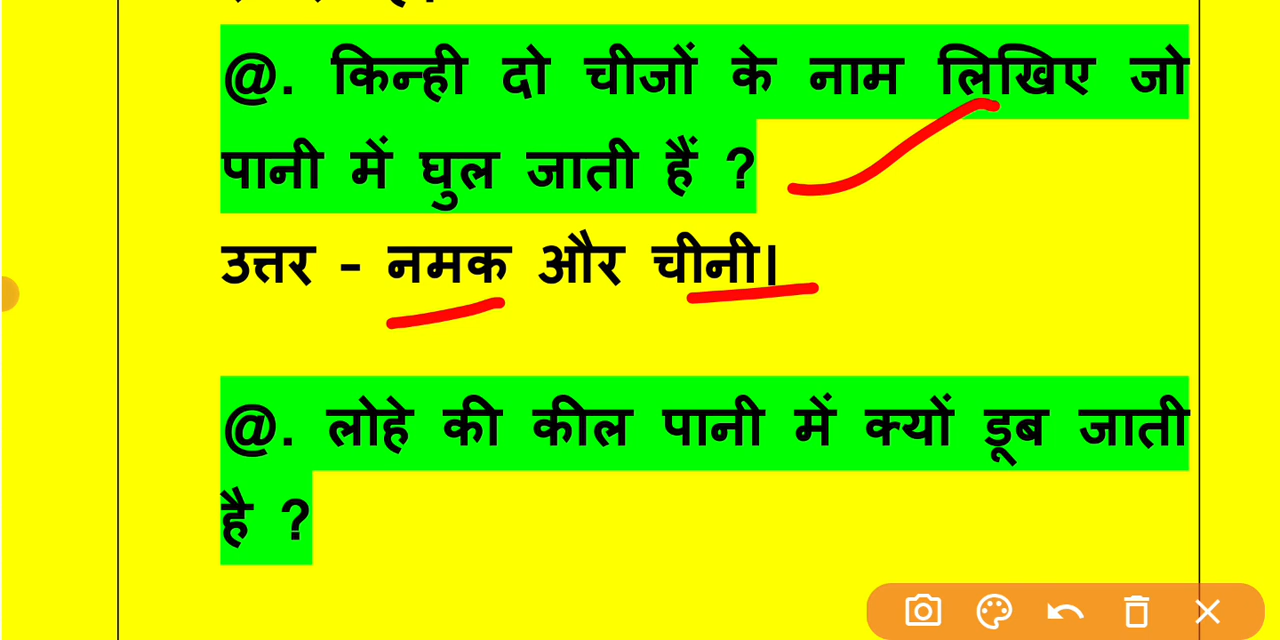 @. किन्ही दो चीजों के नाम लिखिए जो
पानी में घुल जाती हैं ?
उत्तर - नमक और चीनी।
@. लोहे की कील पानी में क्यों डूब जाती
है ?